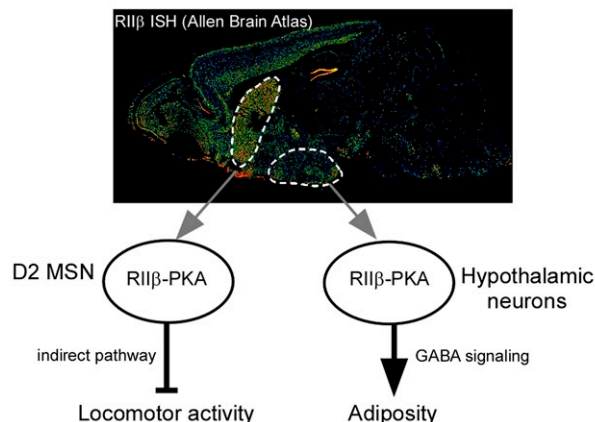 RIIβ ISH (Allen Brain Atlas)
D2 MSN
RIIβ-PKA
RIIβ-PKA
Hypothalamic
neurons
indirect pathway
GABA signaling
Locomotor activity
Adiposity